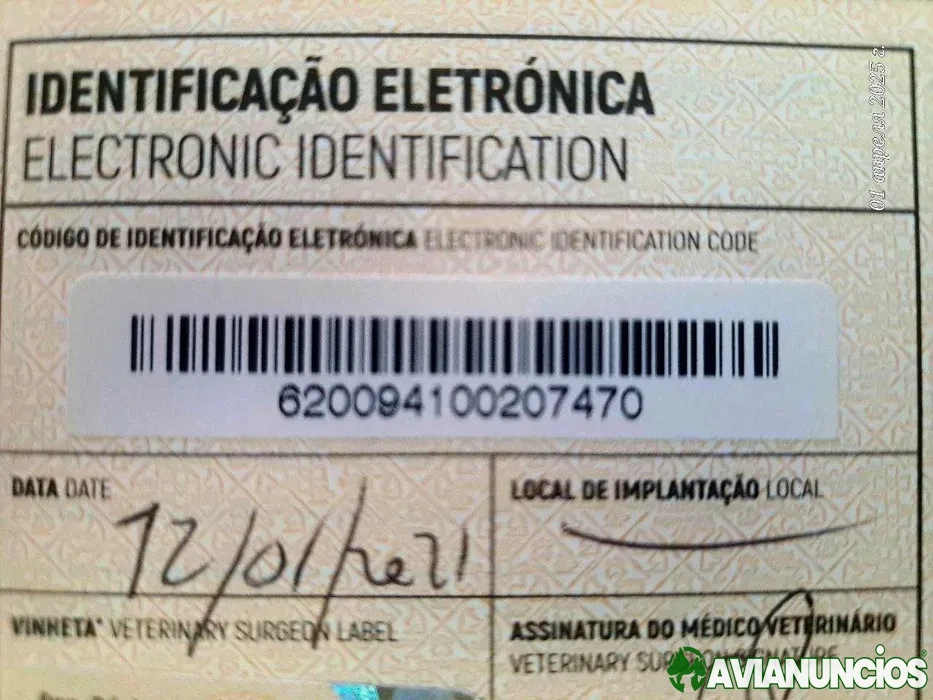 IDENTIFICAÇÃO ELETRÓNICA
ELECTRONIC IDENTIFICATION
CÓDIGO DE IDENTIFICAÇÃO ELETRÓNICA ELECTRONIC IDENTIFICATION CODE
620094100207470
DATA DATE
12/01/2021
LOCAL DE IMPLANTAÇÃO LOCAL
VINHETA* VETERINARY SURGEON LABEL
ASSINATURA DO MÉDICO VETERINÁRIO
VETERINARY SURGEON SIGNATURE
AVIANUNCIOS
01 апреля 2025 г.